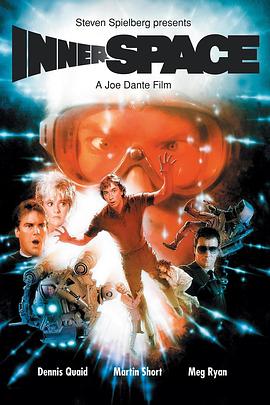 Steven Spielberg presents
INNERSPACE
A Joe Dante Film
Dennis Quaid Martin Short Meg Ryan